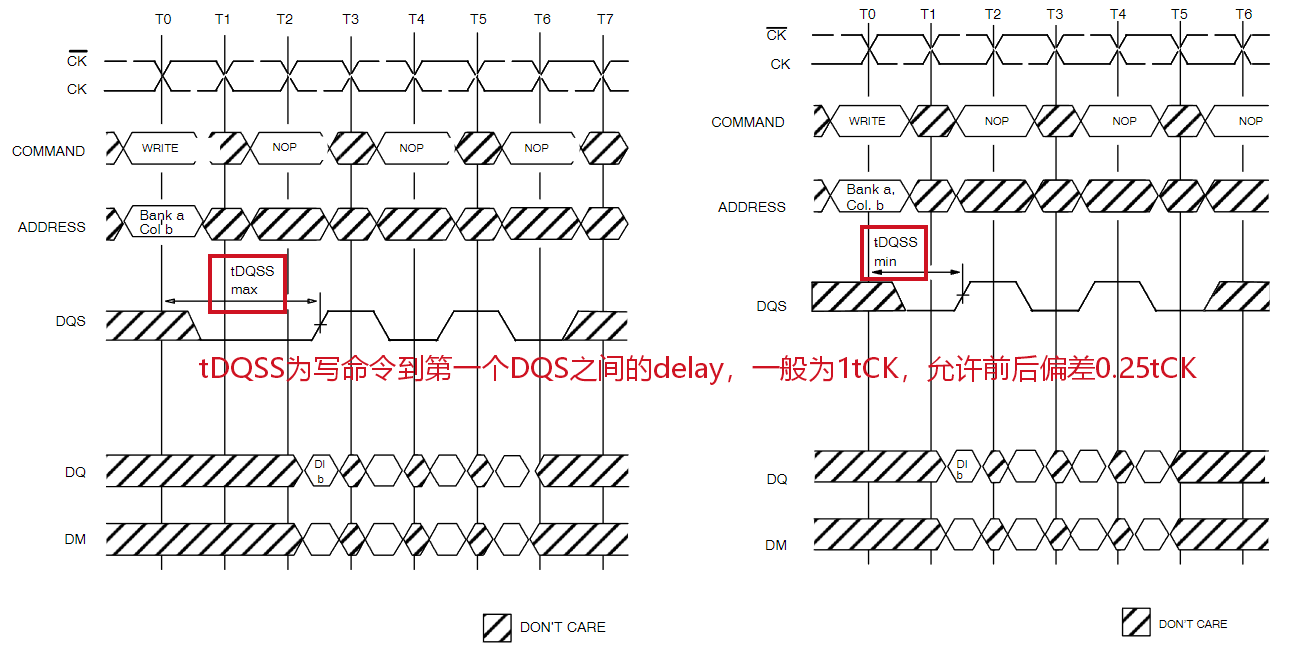 T0 T1 T2 T3 T4 T5 T6 T7
CK
CK
COMMAND WRITE NOP NOP NOP
ADDRESS Bank a
Col b
tDQSS
max
DQS
DQ DI
b
DM
DON'T CARE
T0 T1 T2 T3 T4 T5 T6
CK
CK
COMMAND WRITE NOP NOP NOP
ADDRESS Bank a,
Col. b
tDQSS
min
DQS
tDQSS为写命令到第一个DQS之间的delay，一般为1tCK，允许前后偏差0.25tCK
DQ DI
b
DM
DON'T CARE